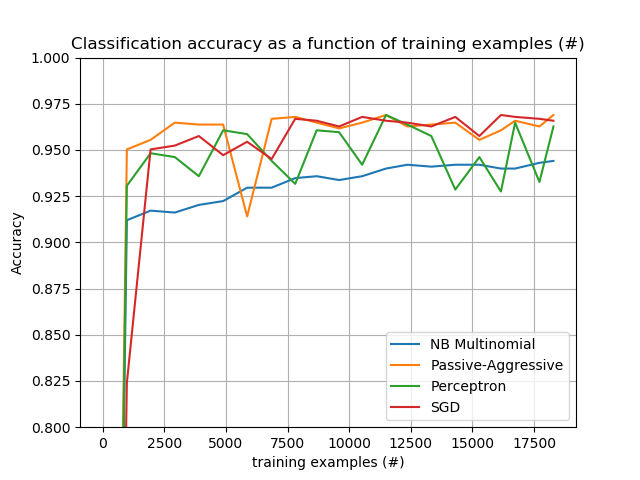 Classification accuracy as a function of training examples (#)
1.000
0.975
0.950
0.925
0.900
0.875
0.850
0.825
0.800
Accuracy
NB Multinomial
Passive-Aggressive
Perceptron
SGD
0 2500 5000 7500 10000 12500 15000 17500
training examples (#)